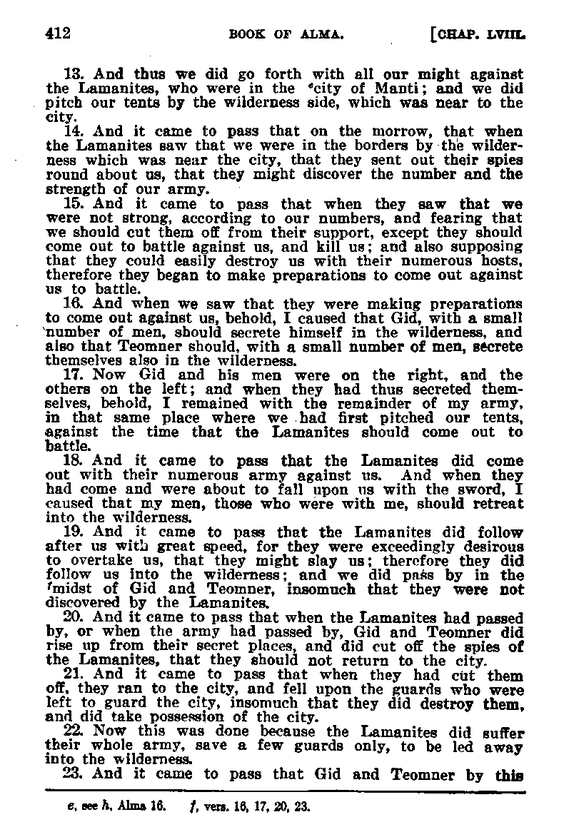 412 BOOK OF ALMA. [CHAP. LVIII.
13. And thus we did go forth with all our might against
the Lamanites, who were in the ᵉcity of Manti; and we did
pitch our tents by the wilderness side, which was near to the
city.
14. And it came to pass that on the morrow, that when
the Lamanites saw that we were in the borders by the wilder-
ness which was near the city, that they sent out their spies
round about us, that they might discover the number and the
strength of our army.
15. And it came to pass that when they saw that we
were not strong, according to our numbers, and fearing that
we should cut them off from their support, except they should
come out to battle against us, and kill us; and also supposing
that they could easily destroy us with their numerous hosts,
therefore they began to make preparations to come out against
us to battle.
16. And when we saw that they were making preparations
to come out against us, behold, I caused that Gid, with a small
number of men, should secrete himself in the wilderness, and
also that Teomner should, with a small number of men, secrete
themselves also in the wilderness.
17. Now Gid and his men were on the right, and the
others on the left; and when they had thus secreted them-
selves, behold, I remained with the remainder of my army,
in that same place where we had first pitched our tents,
against the time that the Lamanites should come out to
battle.
18. And it came to pass that the Lamanites did come
out with their numerous army against us. And when they
had come and were about to fall upon us with the sword, I
caused that my men, those who were with me, should retreat
into the wilderness.
19. And it came to pass that the Lamanites did follow
after us with great speed, for they were exceedingly desirous
to overtake us, that they might slay us; therefore they did
follow us into the wilderness; and we did pass by in the
ᶠmidst of Gid and Teomner, insomuch that they were not
discovered by the Lamanites.
20. And it came to pass that when the Lamanites had passed
by, or when the army had passed by, Gid and Teomner did
rise up from their secret places, and did cut off the spies of
the Lamanites, that they should not return to the city.
21. And it came to pass that when they had cut them
off, they ran to the city, and fell upon the guards who were
left to guard the city, insomuch that they did destroy them,
and did take possession of the city.
22. Now this was done because the Lamanites did suffer
their whole army, save a few guards only, to be led away
into the wilderness.
23. And it came to pass that Gid and Teomner by this
e, see h, Alma 16. f, vers. 16, 17, 20, 23.